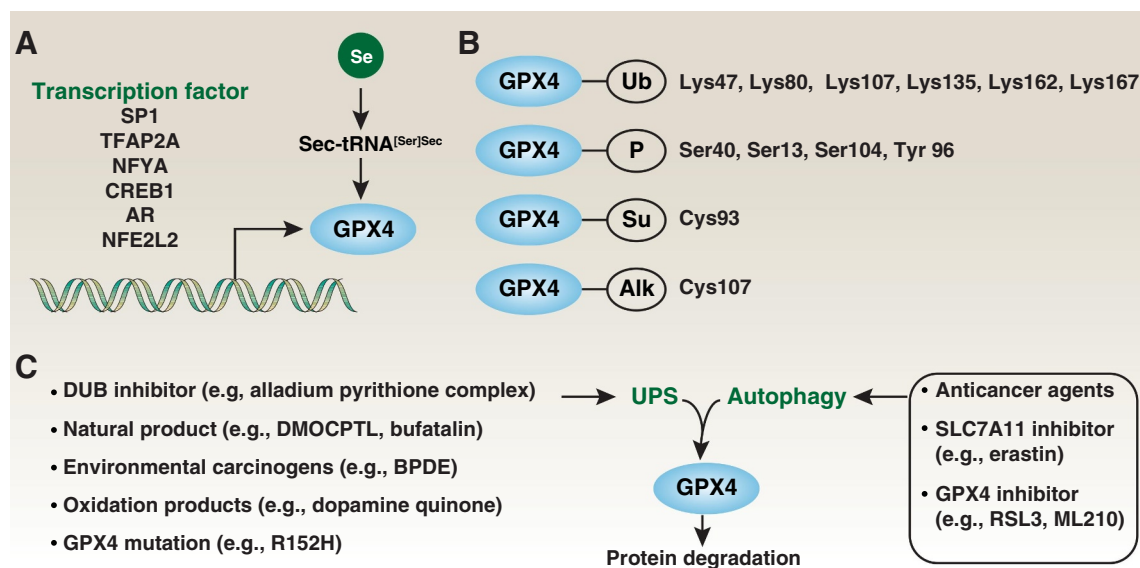 A
Se
Transcription factor
SP1
TFAP2A
NFYA
CREB1
AR
NFE2L2
Sec-tRNA[Ser]Sec
GPX4
B
GPX4 Ub Lys47, Lys80, Lys107, Lys135, Lys162, Lys167
GPX4 P Ser40, Ser13, Ser104, Tyr 96
GPX4 Su Cys93
GPX4 Alk Cys107
C
• DUB inhibitor (e.g, alladium pyrithione complex)
• Natural product (e.g., DMOCPTL, bufatalin)
• Environmental carcinogens (e.g., BPDE)
• Oxidation products (e.g., dopamine quinone)
• GPX4 mutation (e.g., R152H)
UPS Autophagy
GPX4
Protein degradation
• Anticancer agents
• SLC7A11 inhibitor
(e.g., erastin)
• GPX4 inhibitor
(e.g., RSL3, ML210)